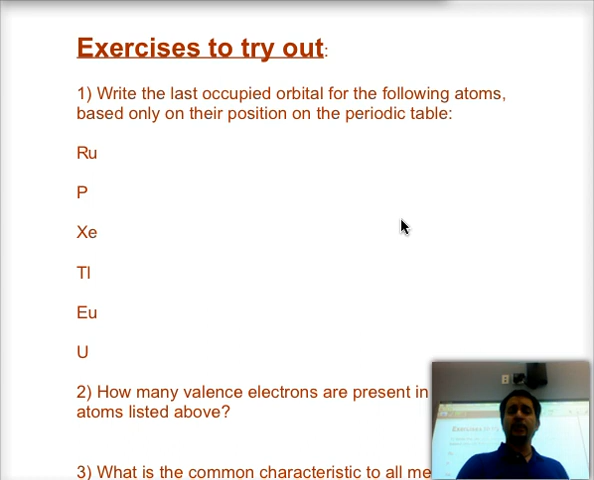 Exercises to try out:
1) Write the last occupied orbital for the following atoms,
based only on their position on the periodic table:
Ru
P
Xe
Tl
Eu
U
2) How many valence electrons are present in
atoms listed above?
3) What is the common characteristic to all me